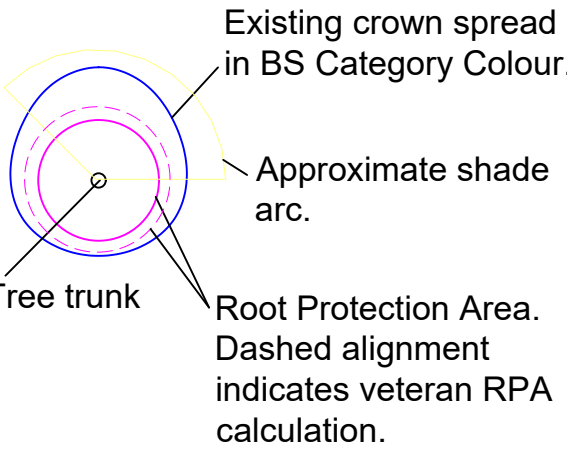 Existing crown spread
in BS Category Colour.
Approximate shade
arc.
Tree trunk
Root Protection Area.
Dashed alignment
indicates veteran RPA
calculation.